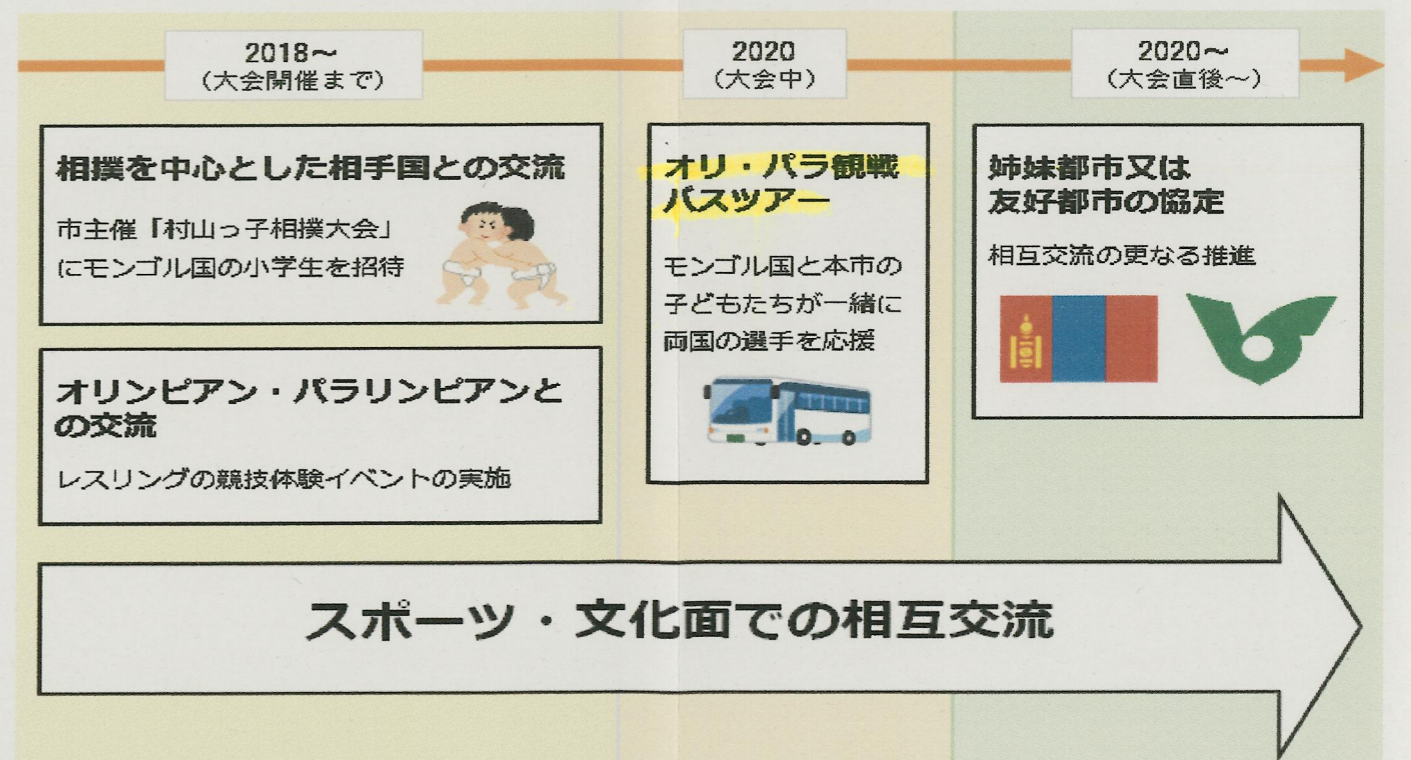 2018～
（大会開催まで）
2020
（大会中）
2020～
（大会直後～）
相撲を中心とした相手国との交流
市主催「村山っ子相撲大会」
にモンゴル国の小学生を招待
オリンピアン・パラリンピアンと
の交流
レスリングの競技体験イベントの実施
オリ・パラ観戦
バスツアー
モンゴル国と本市の
子どもたちが一緒に
両国の選手を応援
姉妹都市又は
友好都市の協定
相互交流の更なる推進
スポーツ・文化面での相互交流